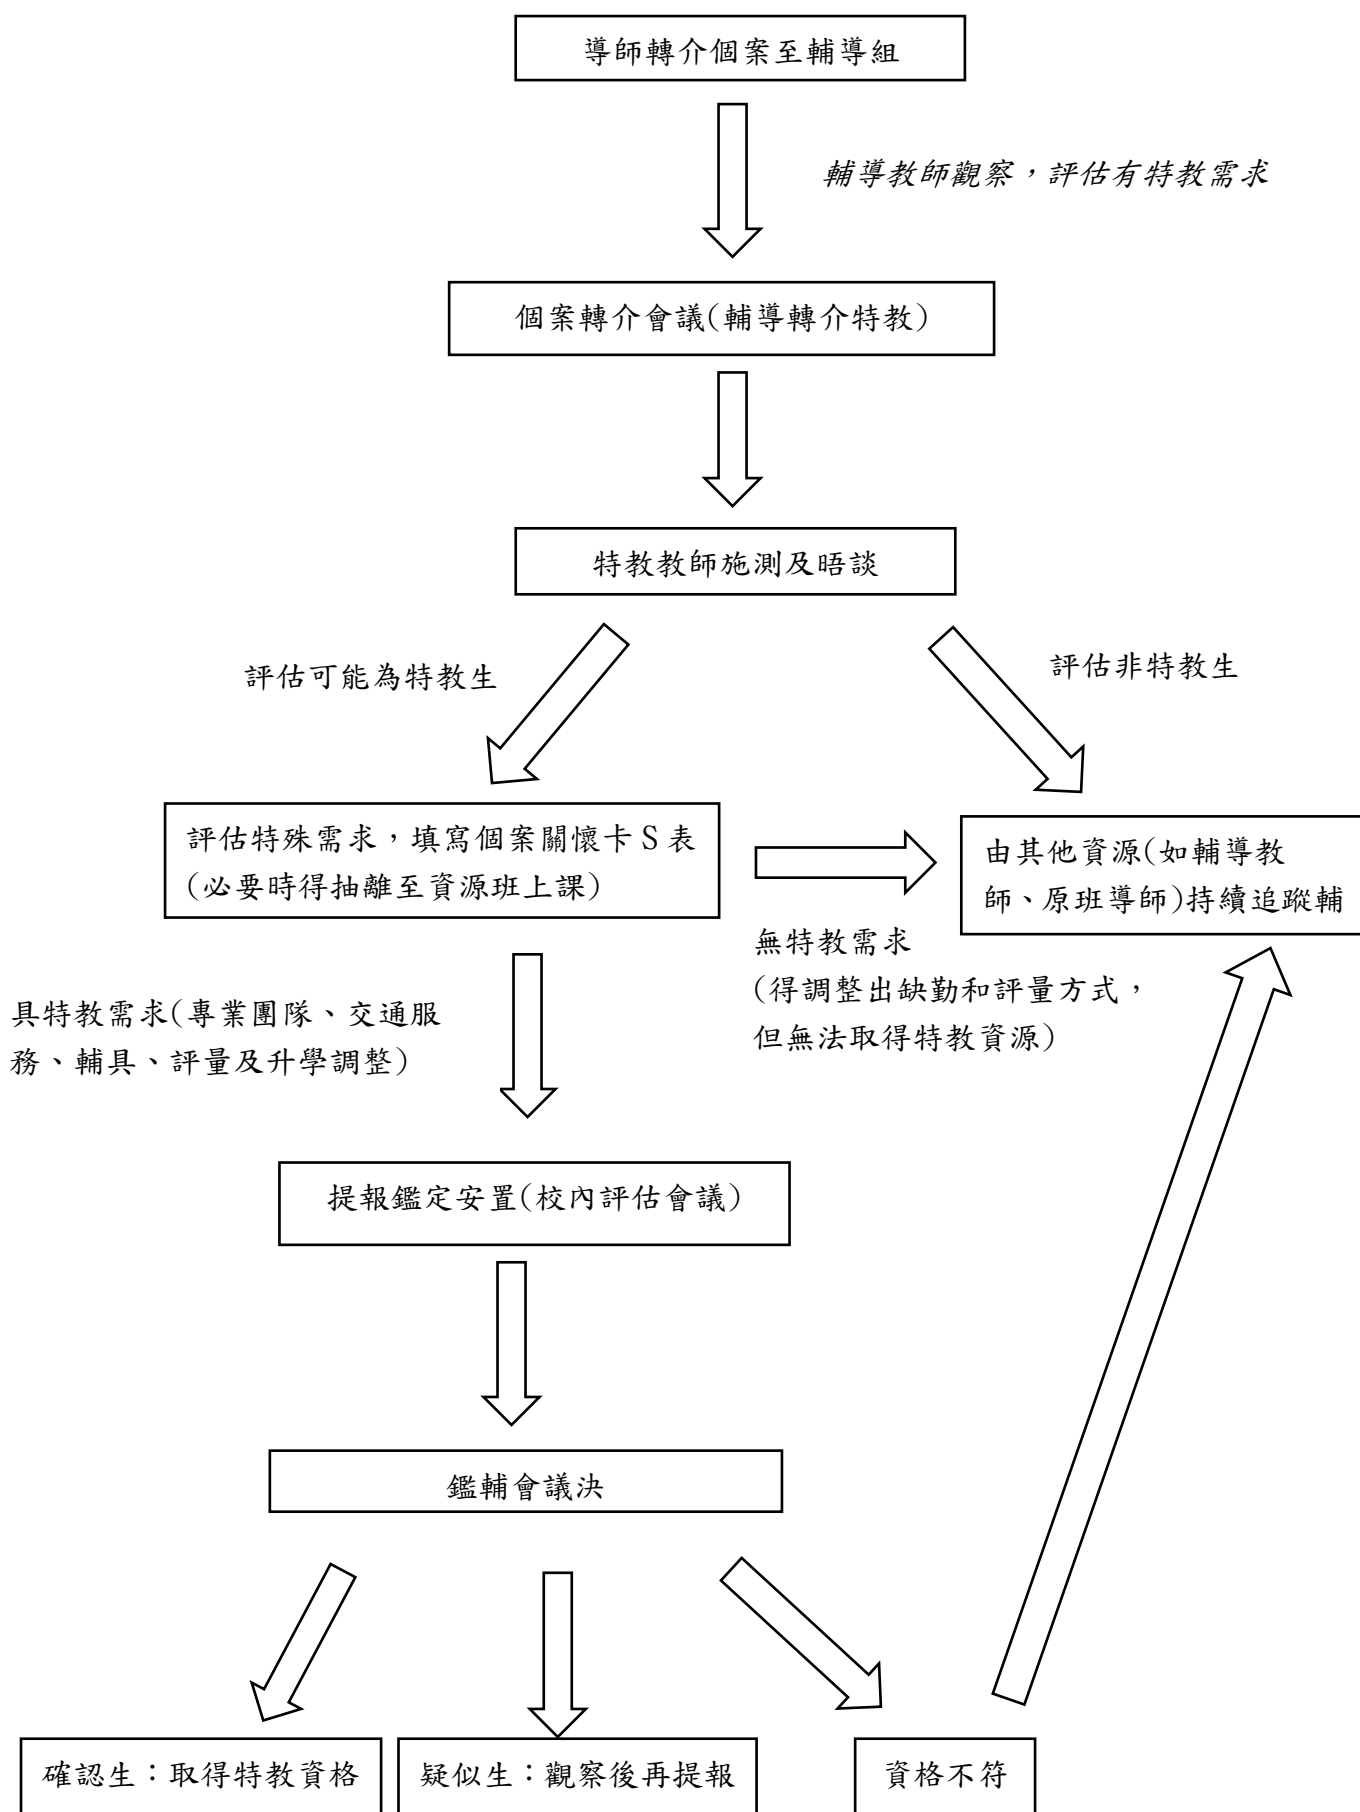 導師轉介個案至輔導組
輔導教師觀察，評估有特教需求
個案轉介會議(輔導轉介特教)
特教教師施測及晤談
評估可能為特教生
評估非特教生
評估特殊需求，填寫個案關懷卡 S 表
(必要時得抽離至資源班上課)
由其他資源(如輔導教
師、原班導師)持續追蹤輔
無特教需求
(得調整出缺勤和評量方式，
但無法取得特教資源)
具特教需求(專業團隊、交通服
務、輔具、評量及升學調整)
提報鑑定安置(校內評估會議)
鑑輔會議決
確認生：取得特教資格
疑似生：觀察後再提報
資格不符